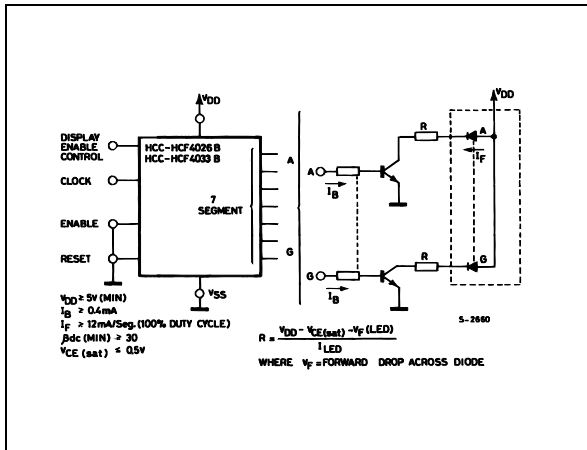 VDD
DISPLAY
ENABLE
CONTROL
CLOCK
ENABLE
RESET
HCC-HCF4026 B
HCC-HCF4033 B
7
SEGMENT
A
G
VSS
A
IB
R
A
IF
VDD
G
IB
R
G
S-2660
VDD ≥ 5V (MIN)
IB ≥ 0.4mA
IF ≥ 12mA/Seg. (100% DUTY CYCLE)
βdc (MIN) ≥ 30
VCE (sat) ≤ 0.5V
R = VDD - VCE(sat) - VF (LED)
ILED
WHERE VF = FORWARD DROP ACROSS DIODE